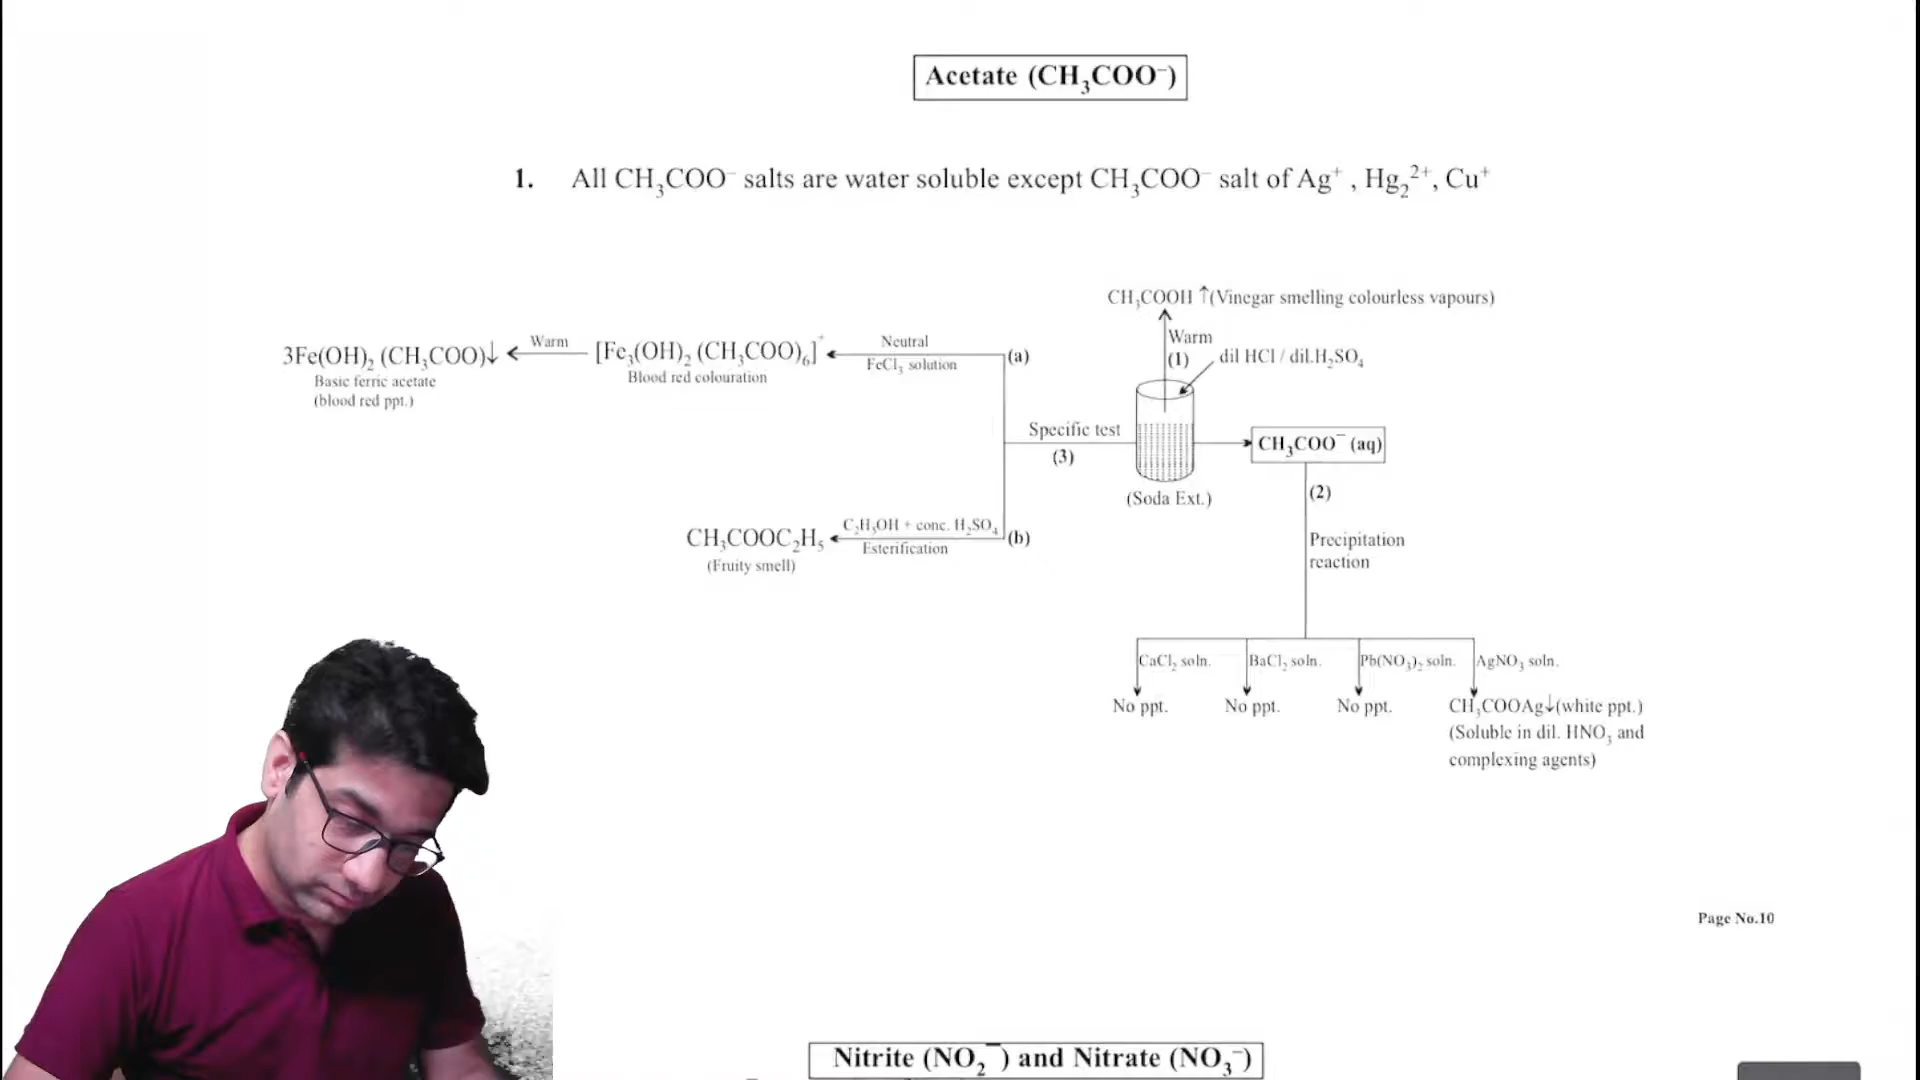 Acetate (CH₃COO⁻)
1. All CH₃COO⁻ salts are water soluble except CH₃COO⁻ salt of Ag⁺ , Hg₂²⁺, Cu⁺
CH₃COOH ↑(Vinegar smelling colourless vapours)
Warm
(1)
dil HCl / dil.H₂SO₄
3Fe(OH)₂ (CH₃COO)↓
Basic ferric acetate
(blood red ppt.)
Warm
[Fe₃(OH)₂ (CH₃COO)₆]⁺
Blood red colouration
Neutral
FeCl₃ solution
(a)
Specific test
(3)
(Soda Ext.)
CH₃COO⁻ (aq)
(2)
Precipitation
reaction
CH₃COOC₂H₅
(Fruity smell)
C₂H₅OH + conc. H₂SO₄
Esterification
(b)
CaCl₂ soln. BaCl₂ soln. Pb(NO₃)₂ soln. AgNO₃ soln.
No ppt. No ppt. No ppt. CH₃COOAg↓(white ppt.)
(Soluble in dil. HNO₃ and
complexing agents)
Page No.10
Nitrite (NO₂⁻) and Nitrate (NO₃⁻)